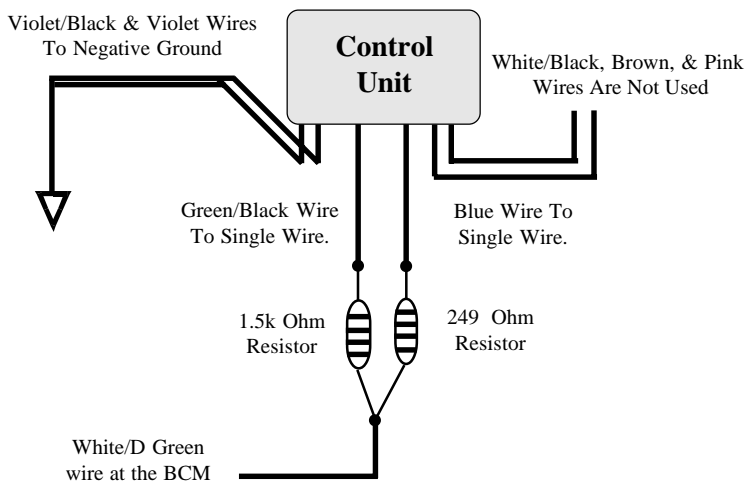 Violet/Black & Violet Wires
To Negative Ground
Control
Unit
White/Black, Brown, & Pink
Wires Are Not Used
Green/Black Wire
To Single Wire.
Blue Wire To
Single Wire.
1.5k Ohm
Resistor
249 Ohm
Resistor
White/D Green
wire at the BCM